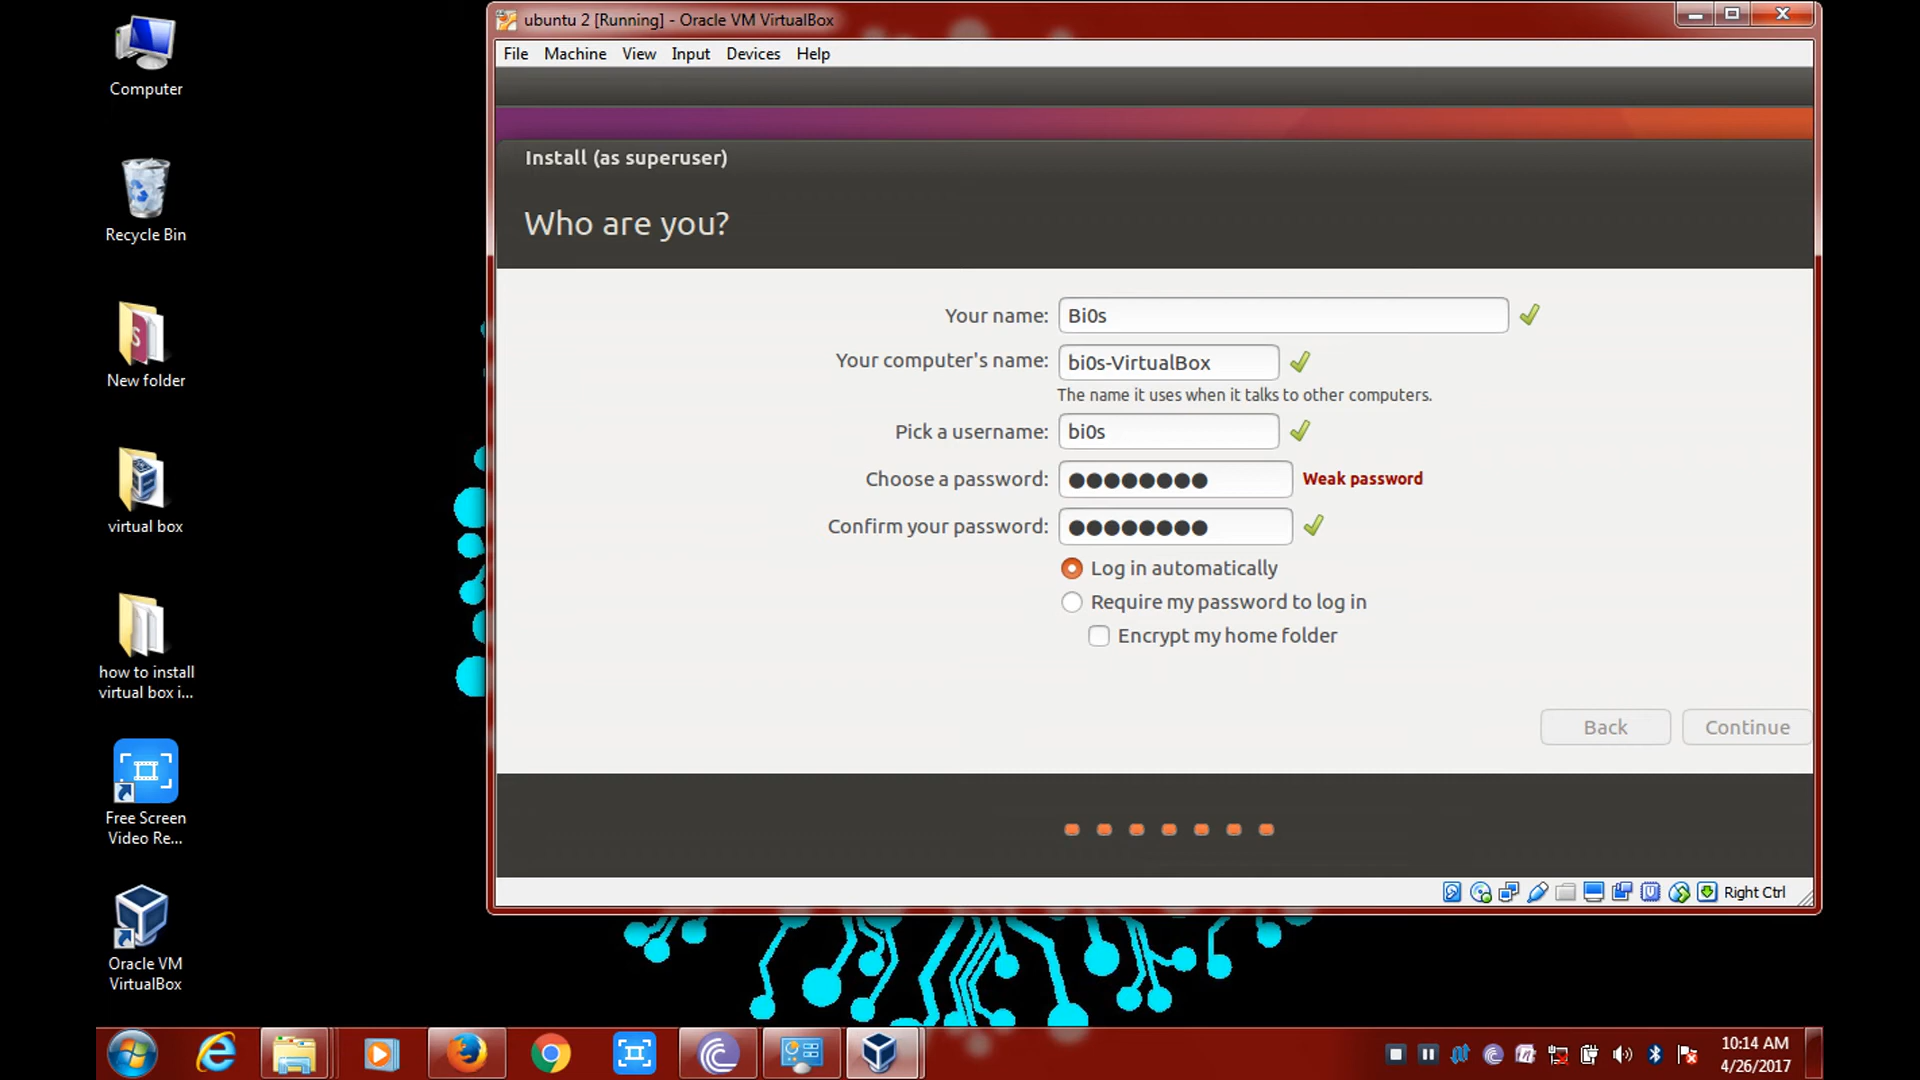 Computer
Recycle Bin
New folder
virtual box
how to install
virtual box i...
Free Screen
Video Re...
Oracle VM
VirtualBox
ubuntu 2 [Running] - Oracle VM VirtualBox
File Machine View Input Devices Help
Install (as superuser)
Who are you?
Your name: Bi0s
Your computer's name: bi0s-VirtualBox
The name it uses when it talks to other computers.
Pick a username: bi0s
Choose a password: ●●●●●●●● Weak password
Confirm your password: ●●●●●●●●
Log in automatically
Require my password to log in
Encrypt my home folder
Back Continue
Right Ctrl
10:14 AM
4/26/2017